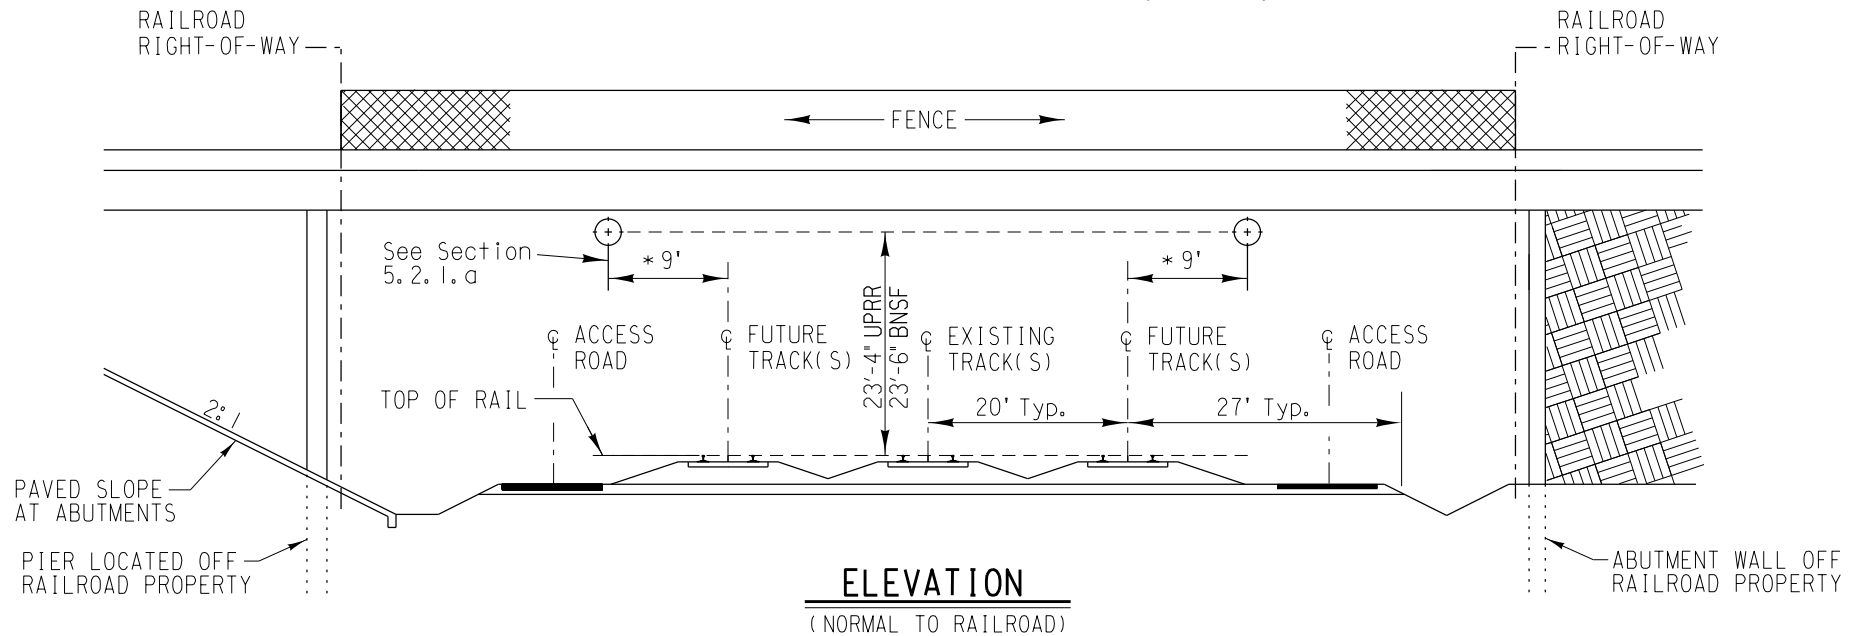 RAILROAD
RIGHT-OF-WAY
RAILROAD
RIGHT-OF-WAY
FENCE
See Section
5.2.1.a
* 9'
* 9'
23'-4" UPRR
23'-6" BNSF
℄ ACCESS
ROAD
℄ FUTURE
TRACK(S)
℄ EXISTING
TRACK(S)
℄ FUTURE
TRACK(S)
℄ ACCESS
ROAD
TOP OF RAIL
20' Typ.
27' Typ.
2:1
PAVED SLOPE
AT ABUTMENTS
PIER LOCATED OFF
RAILROAD PROPERTY
ABUTMENT WALL OFF
RAILROAD PROPERTY
ELEVATION
(NORMAL TO RAILROAD)